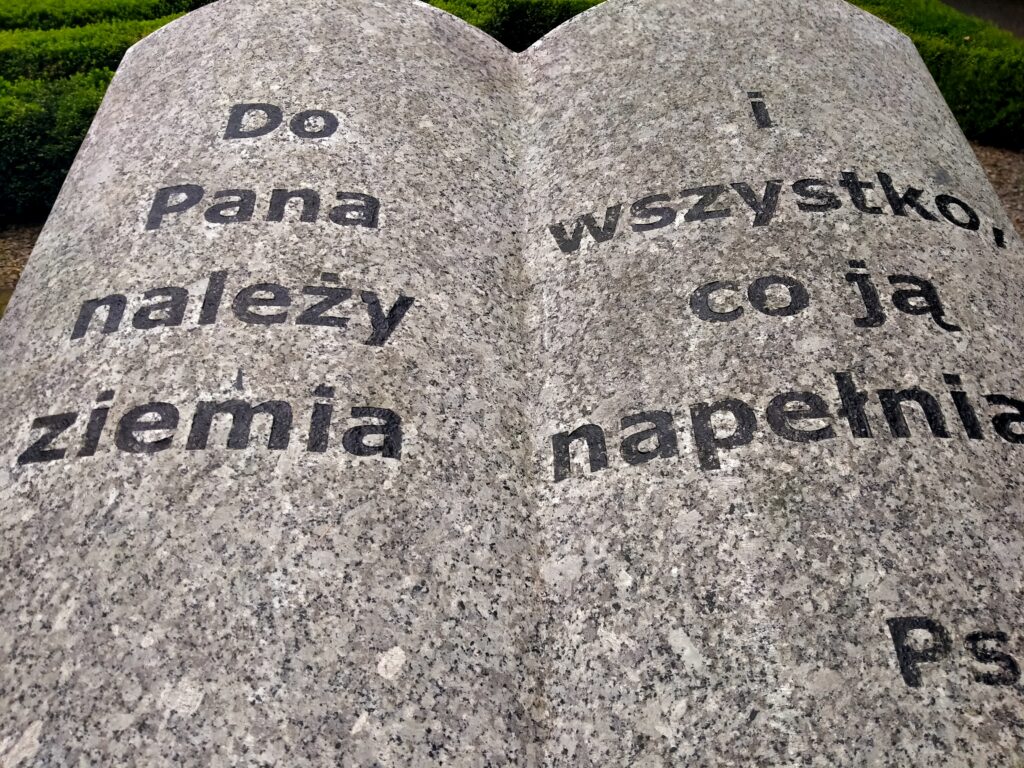 Do
Pana
należy
ziemia
i
wszystko,
co ją
napełnia
Ps